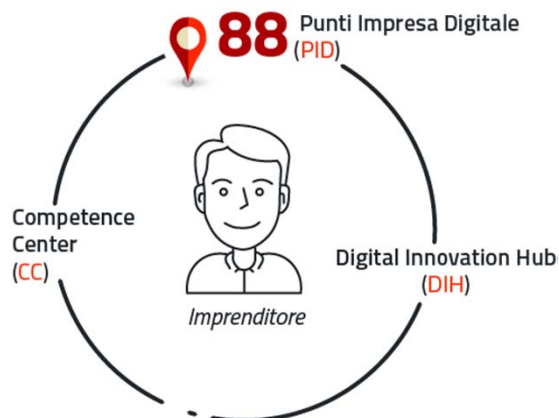 88 Punti Impresa Digitale
(PID)
Competence
Center
(CC)
Digital Innovation Hub
(DIH)
Imprenditore